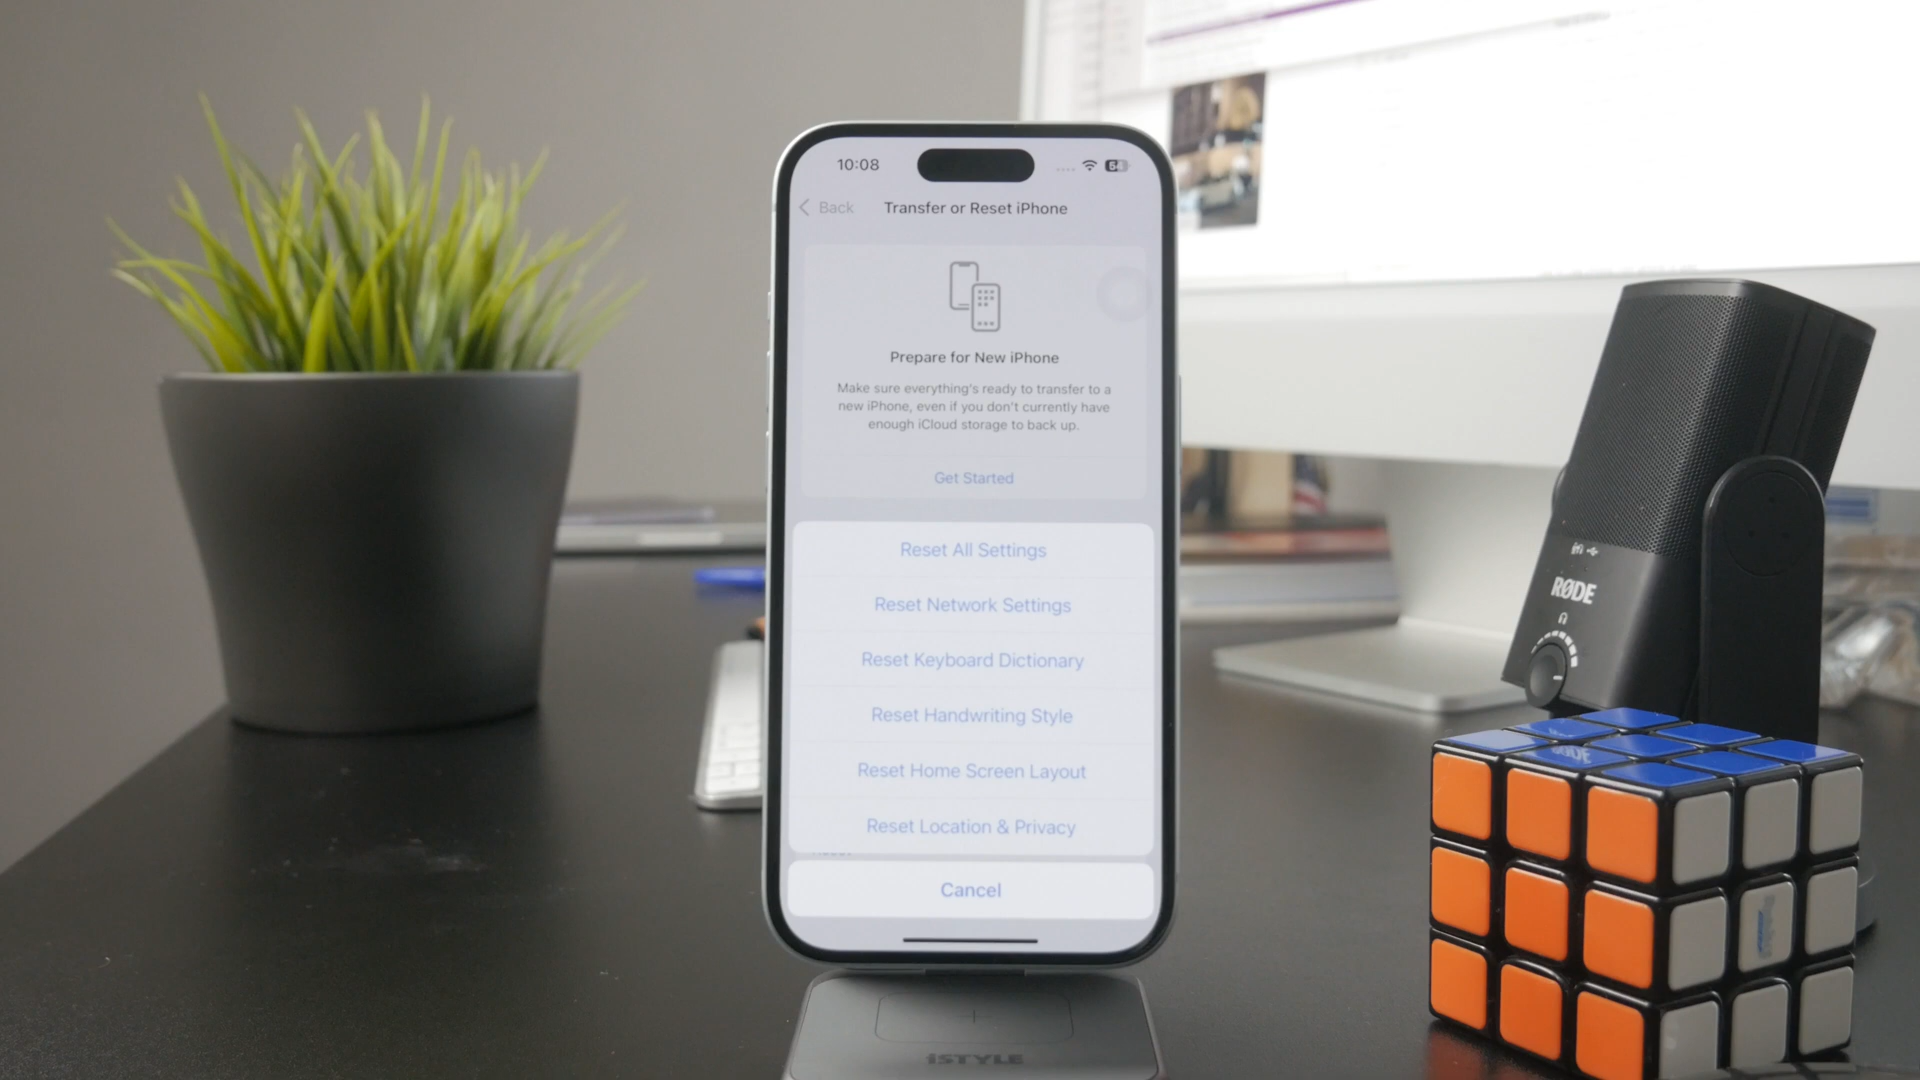 10:08
54
Back
Transfer or Reset iPhone
Prepare for New iPhone
Make sure everything's ready to transfer to a
new iPhone, even if you don't currently have
enough iCloud storage to back up.
Get Started
Reset All Settings
Reset Network Settings
Reset Keyboard Dictionary
Reset Handwriting Style
Reset Home Screen Layout
Reset Location & Privacy
Cancel
iSTYLE
RØDE